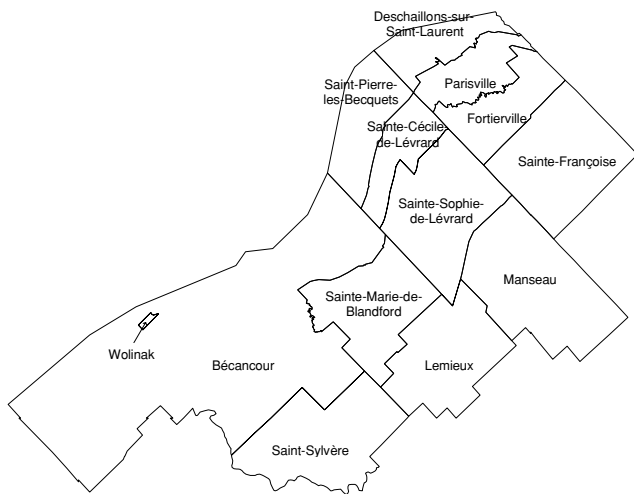 Deschaillons-sur-
Saint-Laurent
Saint-Pierre-
les-Becquets
Parisville
Sainte-Cécile-
de-Lévrard
Fortierville
Sainte-Françoise
Sainte-Sophie-
de-Lévrard
Manseau
Sainte-Marie-de-
Blandford
Wolinak
Bécancour
Lemieux
Saint-Sylvère